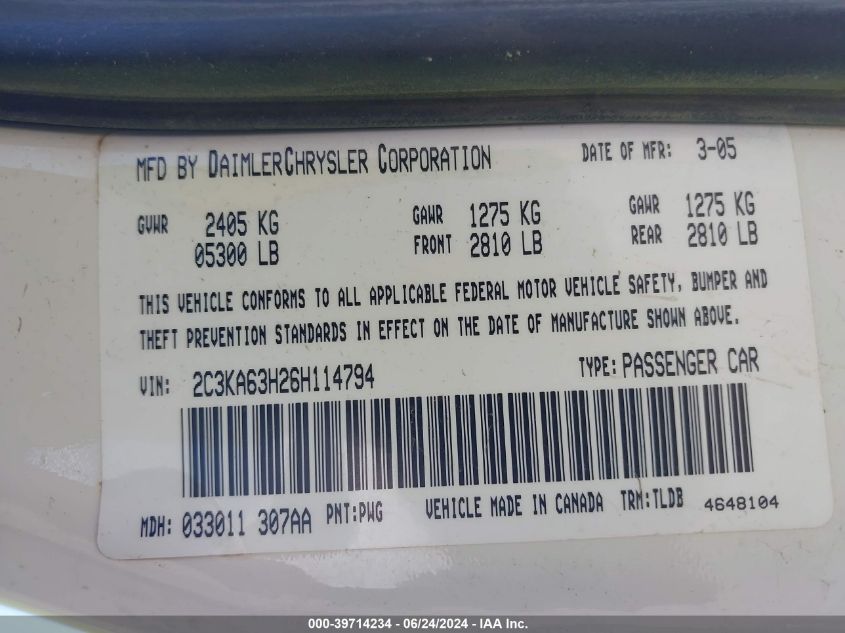 MFD BY DAIMLERCHRYSLER CORPORATION DATE OF MFR: 3-05
GVWR 2405 KG GAWR 1275 KG GAWR 1275 KG
05300 LB FRONT 2810 LB REAR 2810 LB
THIS VEHICLE CONFORMS TO ALL APPLICABLE FEDERAL MOTOR VEHICLE SAFETY, BUMPER AND
THEFT PREVENTION STANDARDS IN EFFECT ON THE DATE OF MANUFACTURE SHOWN ABOVE.
VIN: 2C3KA63H26H114794 TYPE: PASSENGER CAR
MDH: 033011 307AA PNT:PWG VEHICLE MADE IN CANADA TRM:TLDB 4648104
000-39714234 - 06/24/2024 - IAA Inc.